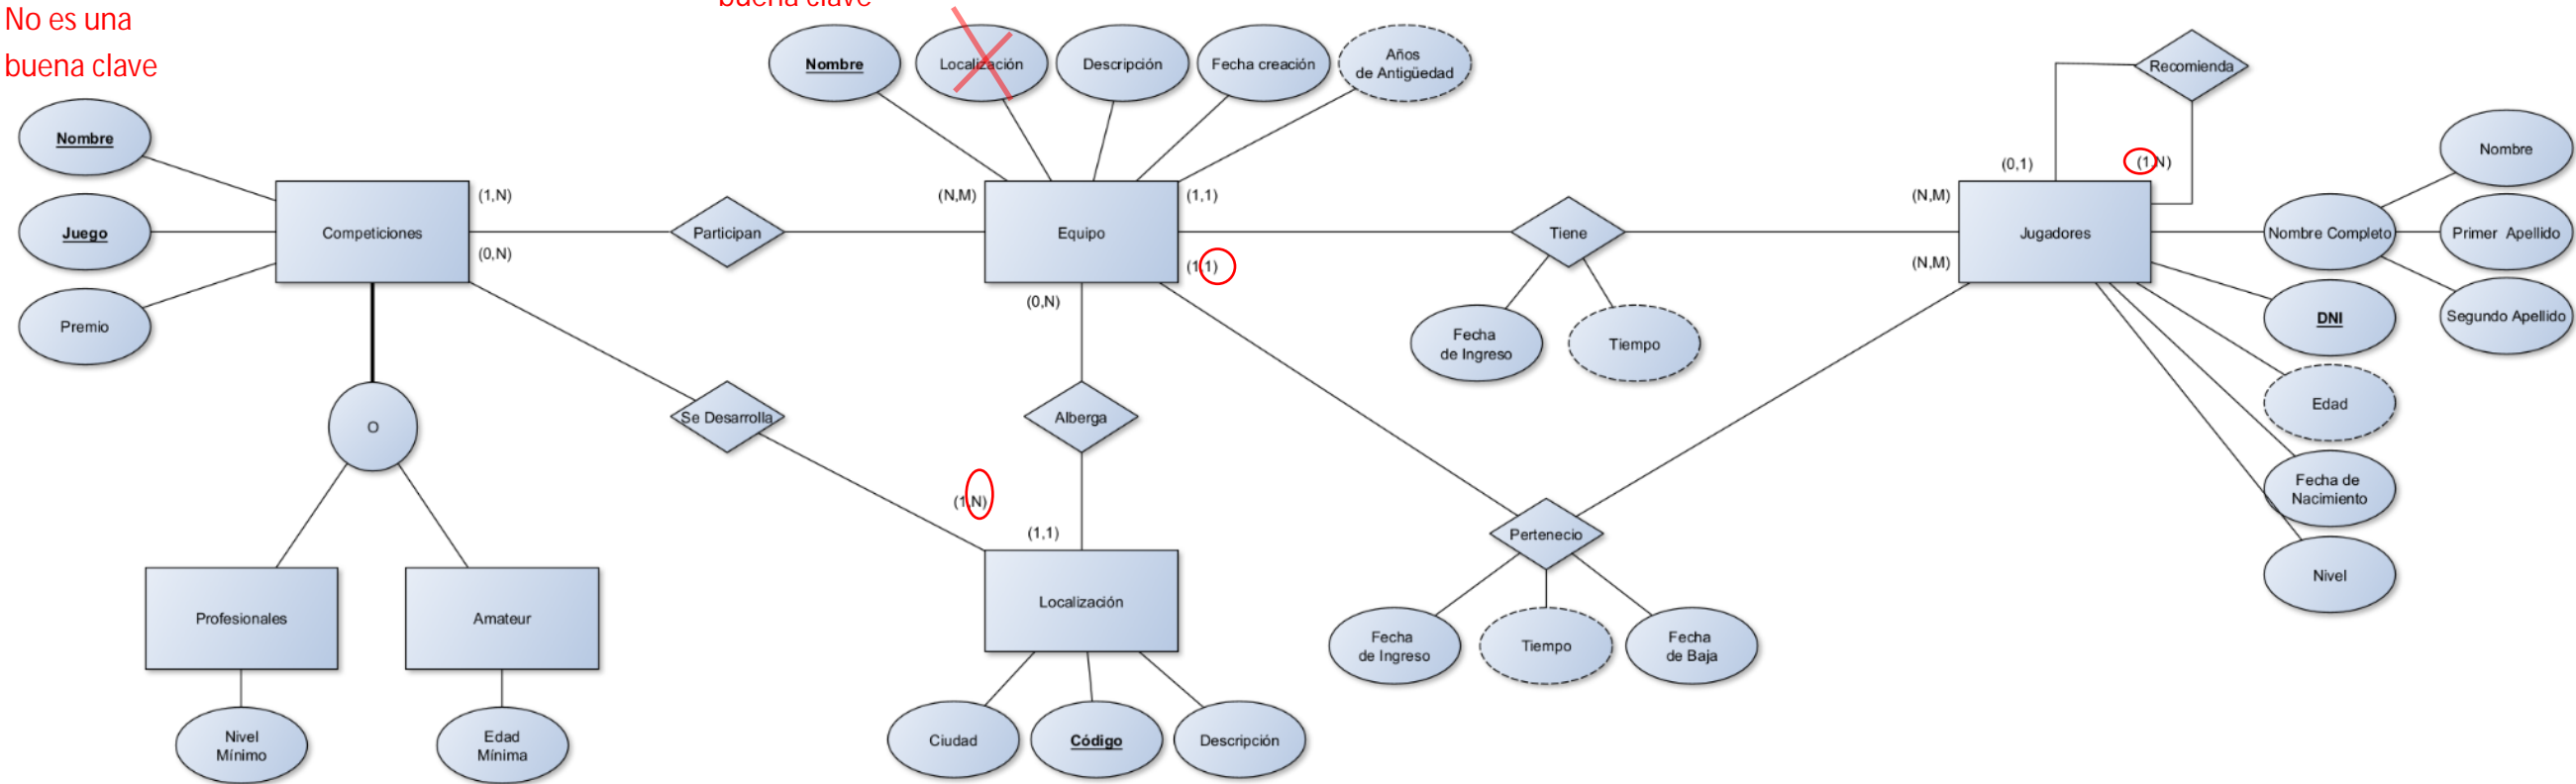 No es una
buena clave
buena clave
Nombre
Localización
Descripción
Fecha creación
Años
de Antigüedad
Recomienda
Nombre
Juego
Premio
Competiciones
(1,N)
(0,N)
Participan
(N,M)
Equipo
(1,1)
(1,1)
(0,N)
Tiene
Fecha
de Ingreso
Tiempo
(N,M)
(N,M)
(0,1)
(1,N)
Jugadores
Nombre Completo
Nombre
Primer Apellido
Segundo Apellido
DNI
Edad
Fecha de
Nacimiento
Nivel
O
Se Desarrolla
Alberga
(1,N)
(1,1)
Pertenecio
Fecha
de Ingreso
Tiempo
Fecha
de Baja
Profesionales
Amateur
Localización
Nivel
Mínimo
Edad
Mínima
Ciudad
Código
Descripción